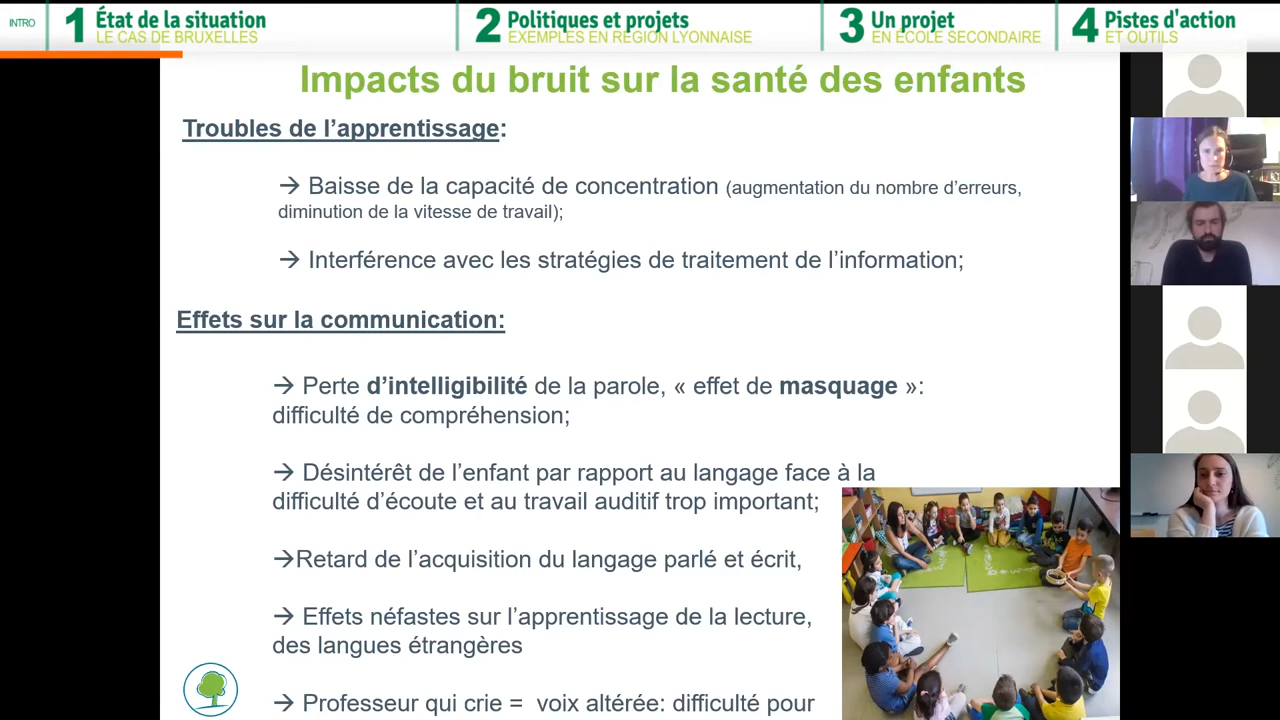 INTRO
1 État de la situation
LE CAS DE BRUXELLES
2 Politiques et projets
EXEMPLES EN RÉGION LYONNAISE
3 Un projet
EN ÉCOLE SECONDAIRE
4 Pistes d'action
ET OUTILS
Impacts du bruit sur la santé des enfants
Troubles de l’apprentissage:
→ Baisse de la capacité de concentration (augmentation du nombre d’erreurs,
diminution de la vitesse de travail);
→ Interférence avec les stratégies de traitement de l’information;
Effets sur la communication:
→ Perte d’intelligibilité de la parole, « effet de masquage »:
difficulté de compréhension;
→ Désintérêt de l’enfant par rapport au langage face à la
difficulté d’écoute et au travail auditif trop important;
→Retard de l’acquisition du langage parlé et écrit,
→ Effets néfastes sur l’apprentissage de la lecture,
des langues étrangères
→ Professeur qui crie = voix altérée: difficulté pour